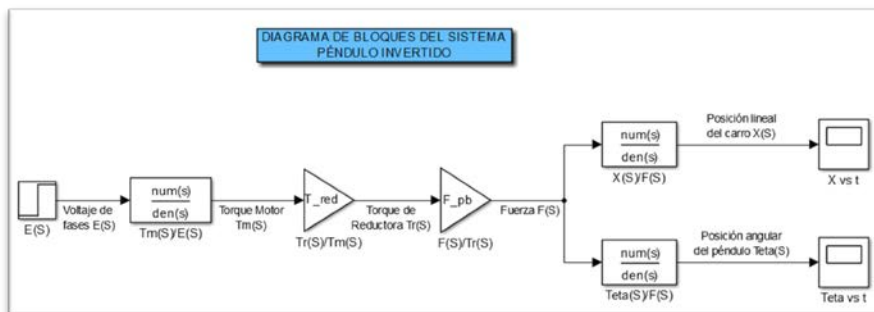 DIAGRAMA DE BLOQUES DEL SISTEMA
PÉNDULO INVERTIDO
E(S)
Voltaje de
fases E(S)
num(s)
den(s)
Tm(S)/E(S)
Torque Motor
Tm(S)
T_red
Tr(S)/Tm(S)
Torque de
Reductora Tr(S)
F_pb
F(S)/Tr(S)
Fuerza F(S)
num(s)
den(s)
X(S)/F(S)
Posición lineal
del carro X(S)
X vs t
num(s)
den(s)
Teta(S)/F(S)
Posición angular
del péndulo Teta(S)
Teta vs t